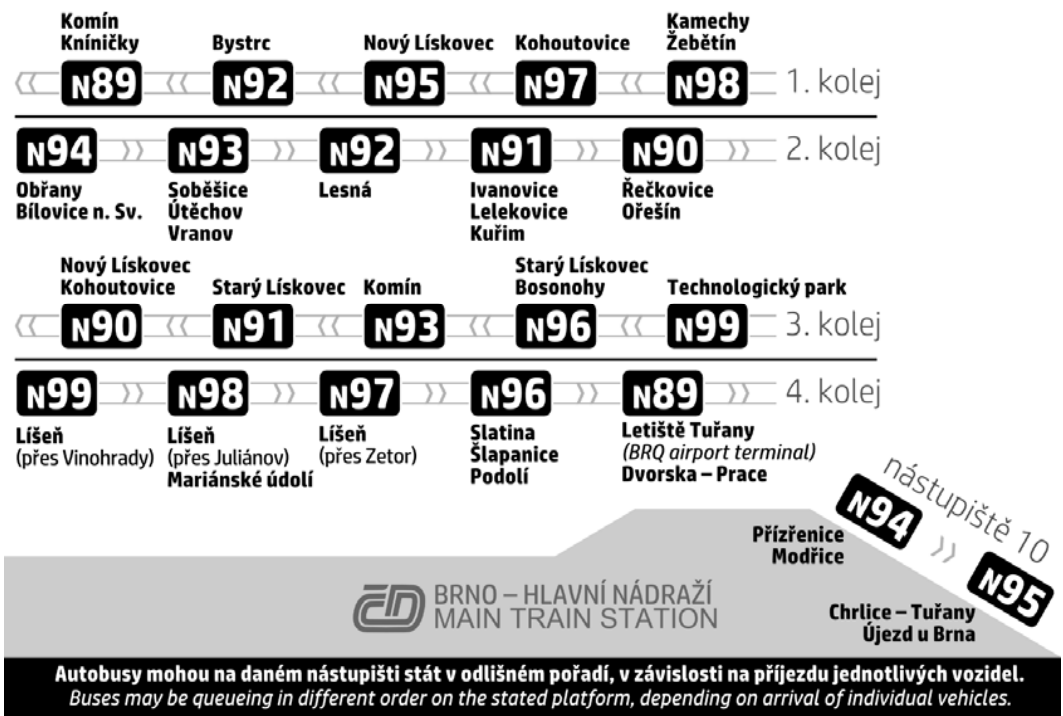 Komín
Kníničky
Bystrc
Nový Lískovec
Kohoutovice
Kamechy
Žebětín
N89
N92
N95
N97
N98
1. kolej
N94
N93
N92
N91
N90
2. kolej
Obřany
Bílovice n. Sv.
Soběšice
Útěchov
Vranov
Lesná
Ivanovice
Lelekovice
Kuřim
Řečkovice
Ořešín
Nový Lískovec
Kohoutovice
Starý Lískovec
Komín
Starý Lískovec
Bosonohy
Technologický park
N90
N91
N93
N96
N99
3. kolej
N99
N98
N97
N96
N89
4. kolej
Líšeň
(přes Vinohrady)
Líšeň
(přes Juliánov)
Mariánské údolí
Líšeň
(přes Zetor)
Slatina
Šlapanice
Podolí
Letiště Tuřany
(BRQ airport terminal)
Dvorska – Prace
nástupiště 10
N94
N95
Přízřenice
Modřice
Chrlice – Tuřany
Újezd u Brna
ČD
BRNO – HLAVNÍ NÁDRAŽÍ
MAIN TRAIN STATION
Autobusy mohou na daném nástupišti stát v odlišném pořadí, v závislosti na příjezdu jednotlivých vozidel.
Buses may be queueing in different order on the stated platform, depending on arrival of individual vehicles.